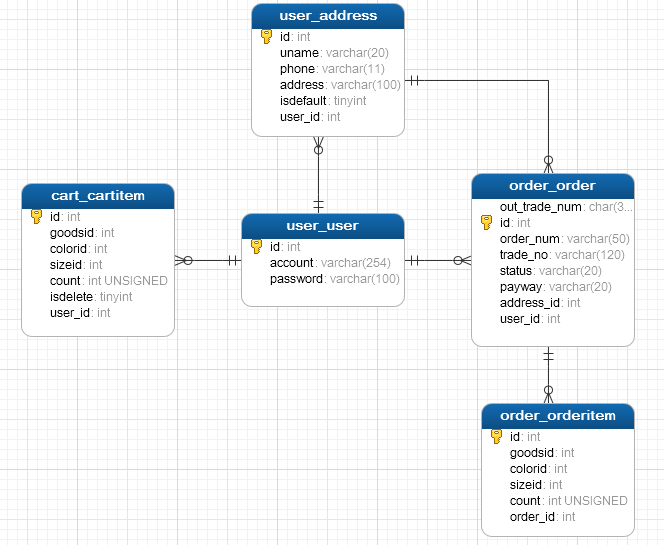 user_address
id: int
uname: varchar(20)
phone: varchar(11)
address: varchar(100)
isdefault: tinyint
user_id: int
cart_cartitem
id: int
goodsid: int
colorid: int
sizeid: int
count: int UNSIGNED
isdelete: tinyint
user_id: int
user_user
id: int
account: varchar(254)
password: varchar(100)
order_order
out_trade_num: char(3...
id: int
order_num: varchar(50)
trade_no: varchar(120)
status: varchar(20)
payway: varchar(20)
address_id: int
user_id: int
order_orderitem
id: int
goodsid: int
colorid: int
sizeid: int
count: int UNSIGNED
order_id: int